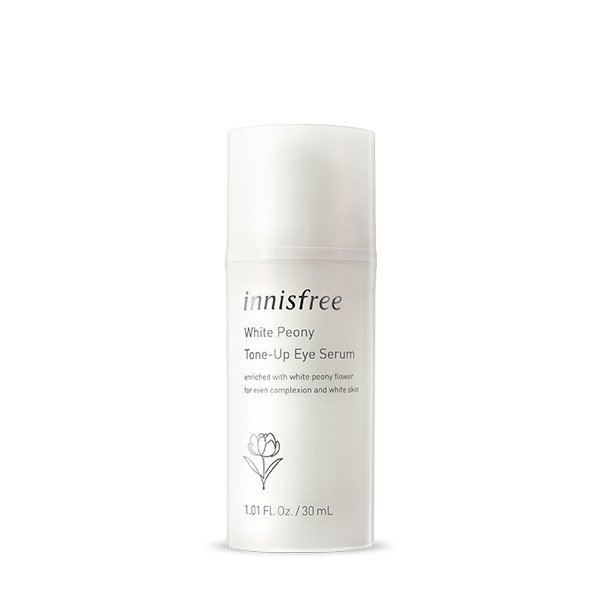 innisfree
White Peony
Tone-Up Eye Serum
enriched with white peony flower
for even complexion and white skin
1.01 Fl. Oz. / 30 mL